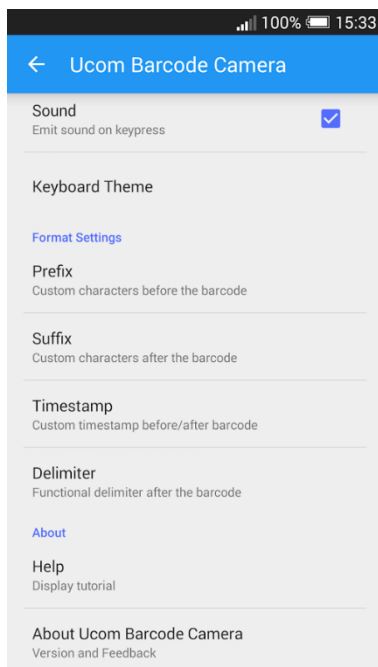 100% 15:33
Ucom Barcode Camera
Sound
Emit sound on keypress
Keyboard Theme
Format Settings
Prefix
Custom characters before the barcode
Suffix
Custom characters after the barcode
Timestamp
Custom timestamp before/after barcode
Delimiter
Functional delimiter after the barcode
About
Help
Display tutorial
About Ucom Barcode Camera
Version and Feedback